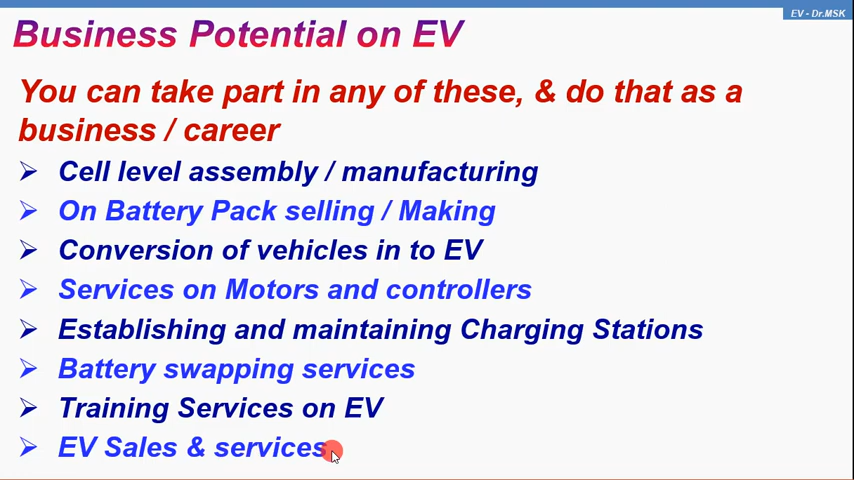 EV - Dr.MSK
Business Potential on EV
You can take part in any of these, & do that as a
business / career
Cell level assembly / manufacturing
On Battery Pack selling / Making
Conversion of vehicles in to EV
Services on Motors and controllers
Establishing and maintaining Charging Stations
Battery swapping services
Training Services on EV
EV Sales & services